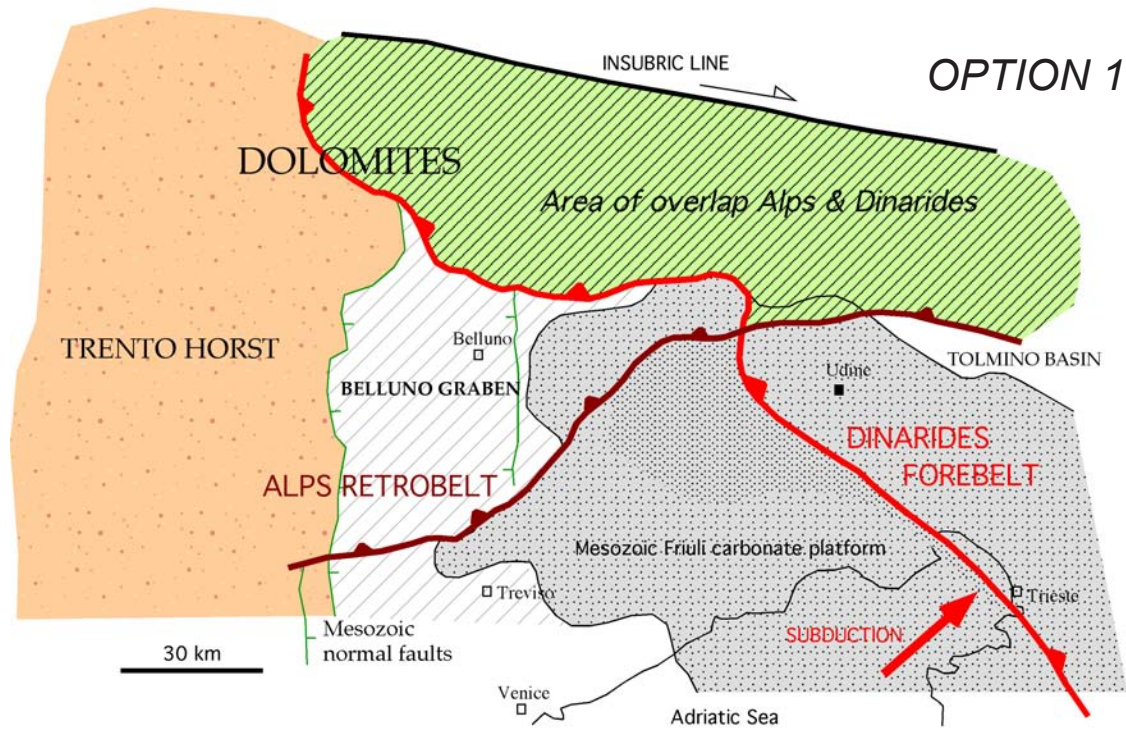 INSUBRIC LINE
OPTION 1
DOLOMITES
Area of overlap Alps & Dinarides
TRENTO HORST
Belluno
BELLUNO GRABEN
TOLMINO BASIN
Udine
DINARIDES
FOREBELT
ALPS RETROBELT
Mesozoic Friuli carbonate platform
Treviso
Trieste
SUBDUCTION
Mesozoic
normal faults
30 km
Venice
Adriatic Sea